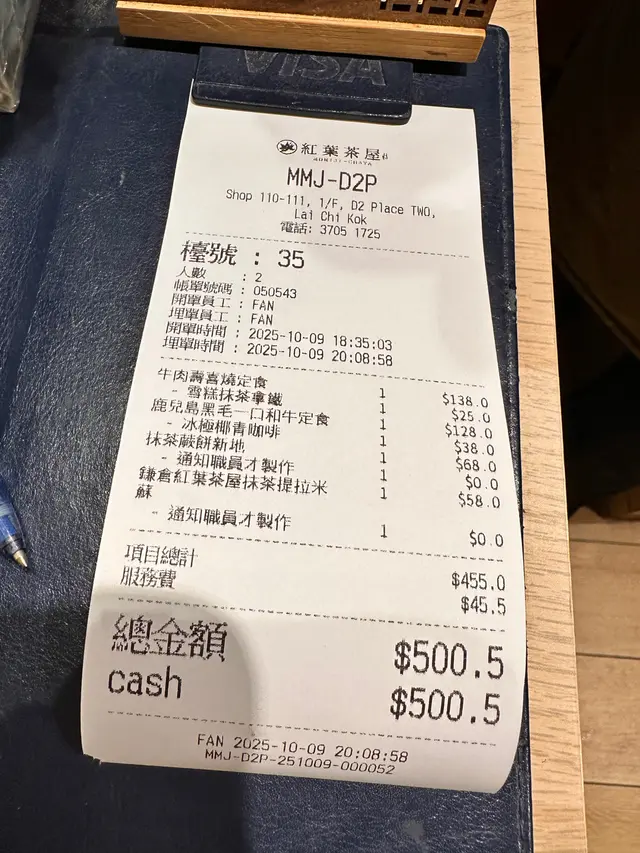 VISA
紅葉茶屋
MOMIJI-CHAYA
MMJ-D2P
Shop 110-111, 1/F, D2 Place TWO,
Lai Chi Kok
電話: 3705 1725
檯號 : 35
人數 : 2
帳單號碼 : 050543
開單員工 : FAN
埋單員工 : FAN
開單時間 : 2025-10-09 18:35:03
埋單時間 : 2025-10-09 20:08:58
牛肉壽喜燒定食 1 $138.0
- 雪糕抹茶拿鐵 1 $25.0
鹿兒島黑毛一口和牛定食 1 $128.0
- 冰極椰青咖啡 1 $38.0
抹茶蕨餅新地 1 $68.0
- 通知職員才製作 1 $0.0
鎌倉紅葉茶屋抹茶提拉米 1 $58.0
蘇
- 通知職員才製作 1 $0.0
項目總計 $455.0
服務費 $45.5
總金額 $500.5
cash $500.5
FAN 2025-10-09 20:08:58
MMJ-D2P-251009-000052